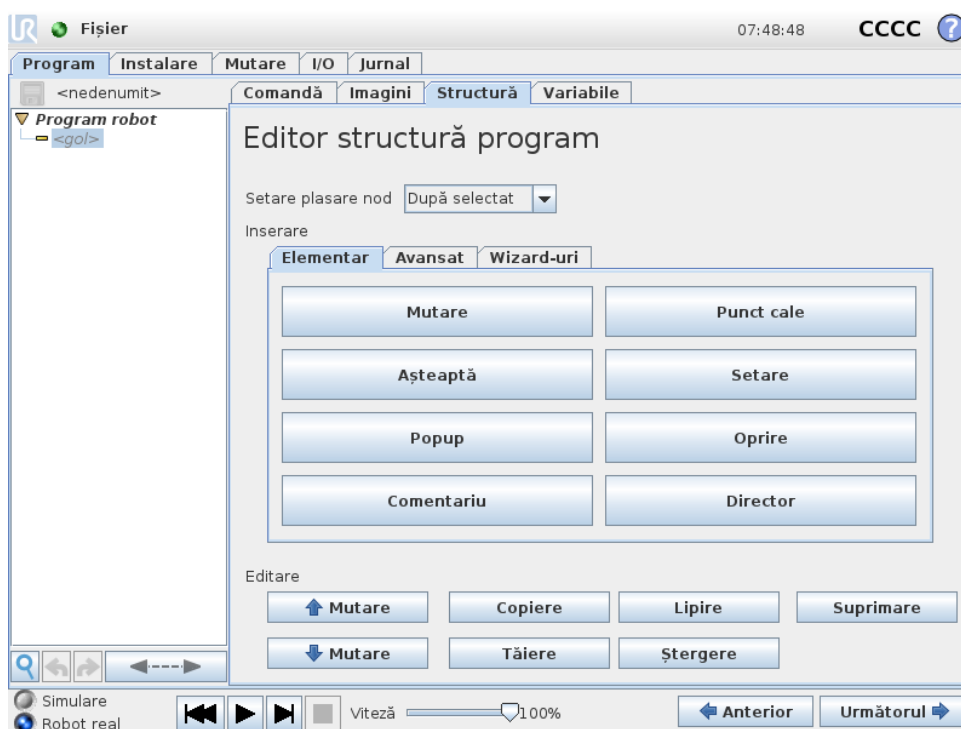 UR Fișier 07:48:48 CCCC ?
Program Instalare Mutare I/O Jurnal
<nedenumit> Comandă Imagini Structură Variabile
Program robot
<gol>
Editor structură program
Setare plasare nod După selectat
Inserare
Elementar Avansat Wizard-uri
Mutare Punct cale
Așteaptă Setare
Popup Oprire
Comentariu Director
Editare
Mutare Copiere Lipire Suprimare
Mutare Tăiere Ștergere
Simulare
Robot real
Viteză 100% Anterior Următorul